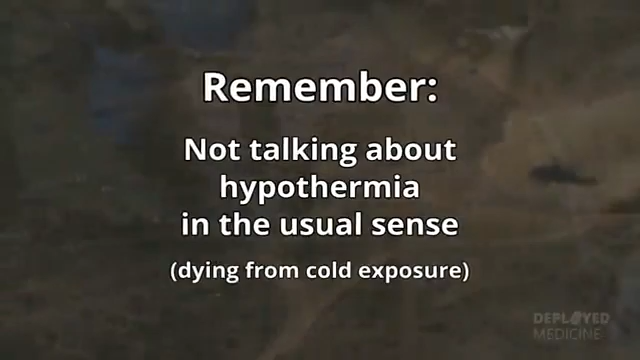 Remember:
Not talking about
hypothermia
in the usual sense
(dying from cold exposure)
DEPLOYED
MEDICINE